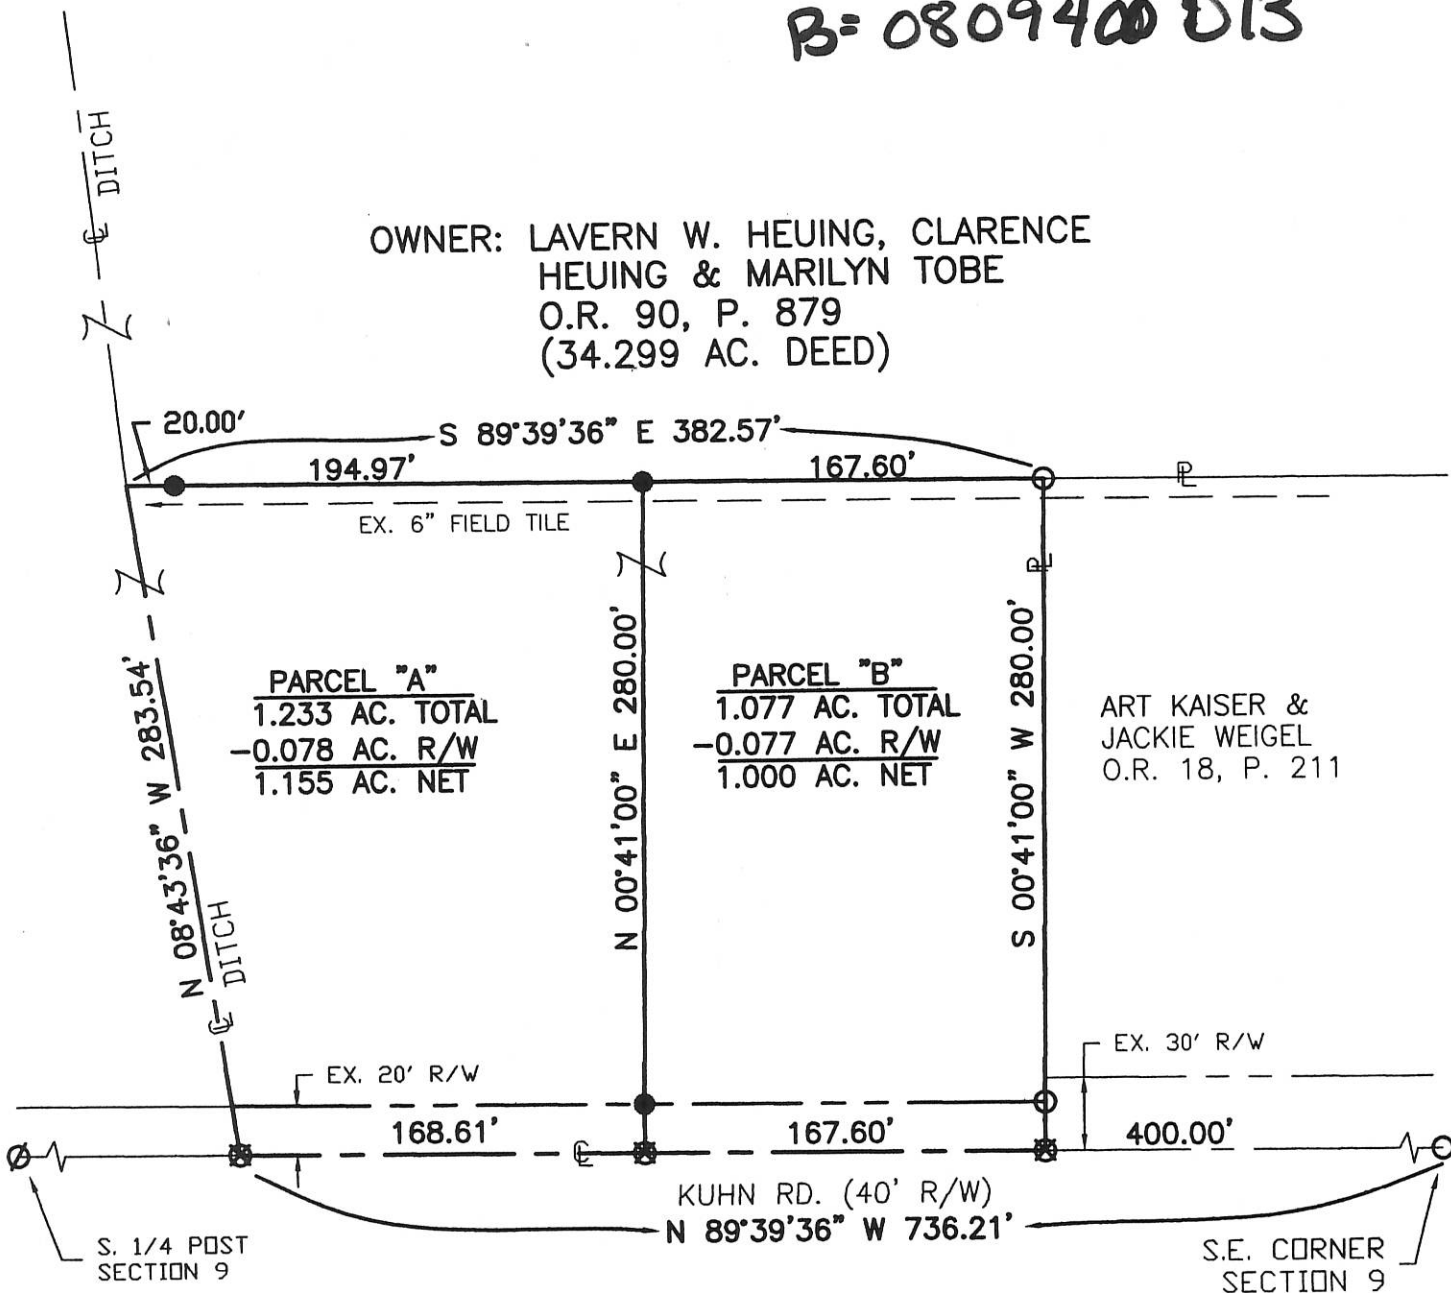 B= 0809400 D13
DITCH
OWNER: LAVERN W. HEUING, CLARENCE
HEUING & MARILYN TOBE
O.R. 90, P. 879
(34.299 AC. DEED)
20.00'
S 89°39'36" E 382.57'
194.97'
167.60'
EX. 6" FIELD TILE
N 08°43'36" W 283.54'
DITCH
PARCEL "A"
1.233 AC. TOTAL
-0.078 AC. R/W
1.155 AC. NET
N 00°41'00" E 280.00'
PARCEL "B"
1.077 AC. TOTAL
-0.077 AC. R/W
1.000 AC. NET
S 00°41'00" W 280.00'
ART KAISER &
JACKIE WEIGEL
O.R. 18, P. 211
EX. 20' R/W
EX. 30' R/W
168.61'
167.60'
400.00'
KUHN RD. (40' R/W)
N 89°39'36" W 736.21'
S. 1/4 POST
SECTION 9
S.E. CORNER
SECTION 9